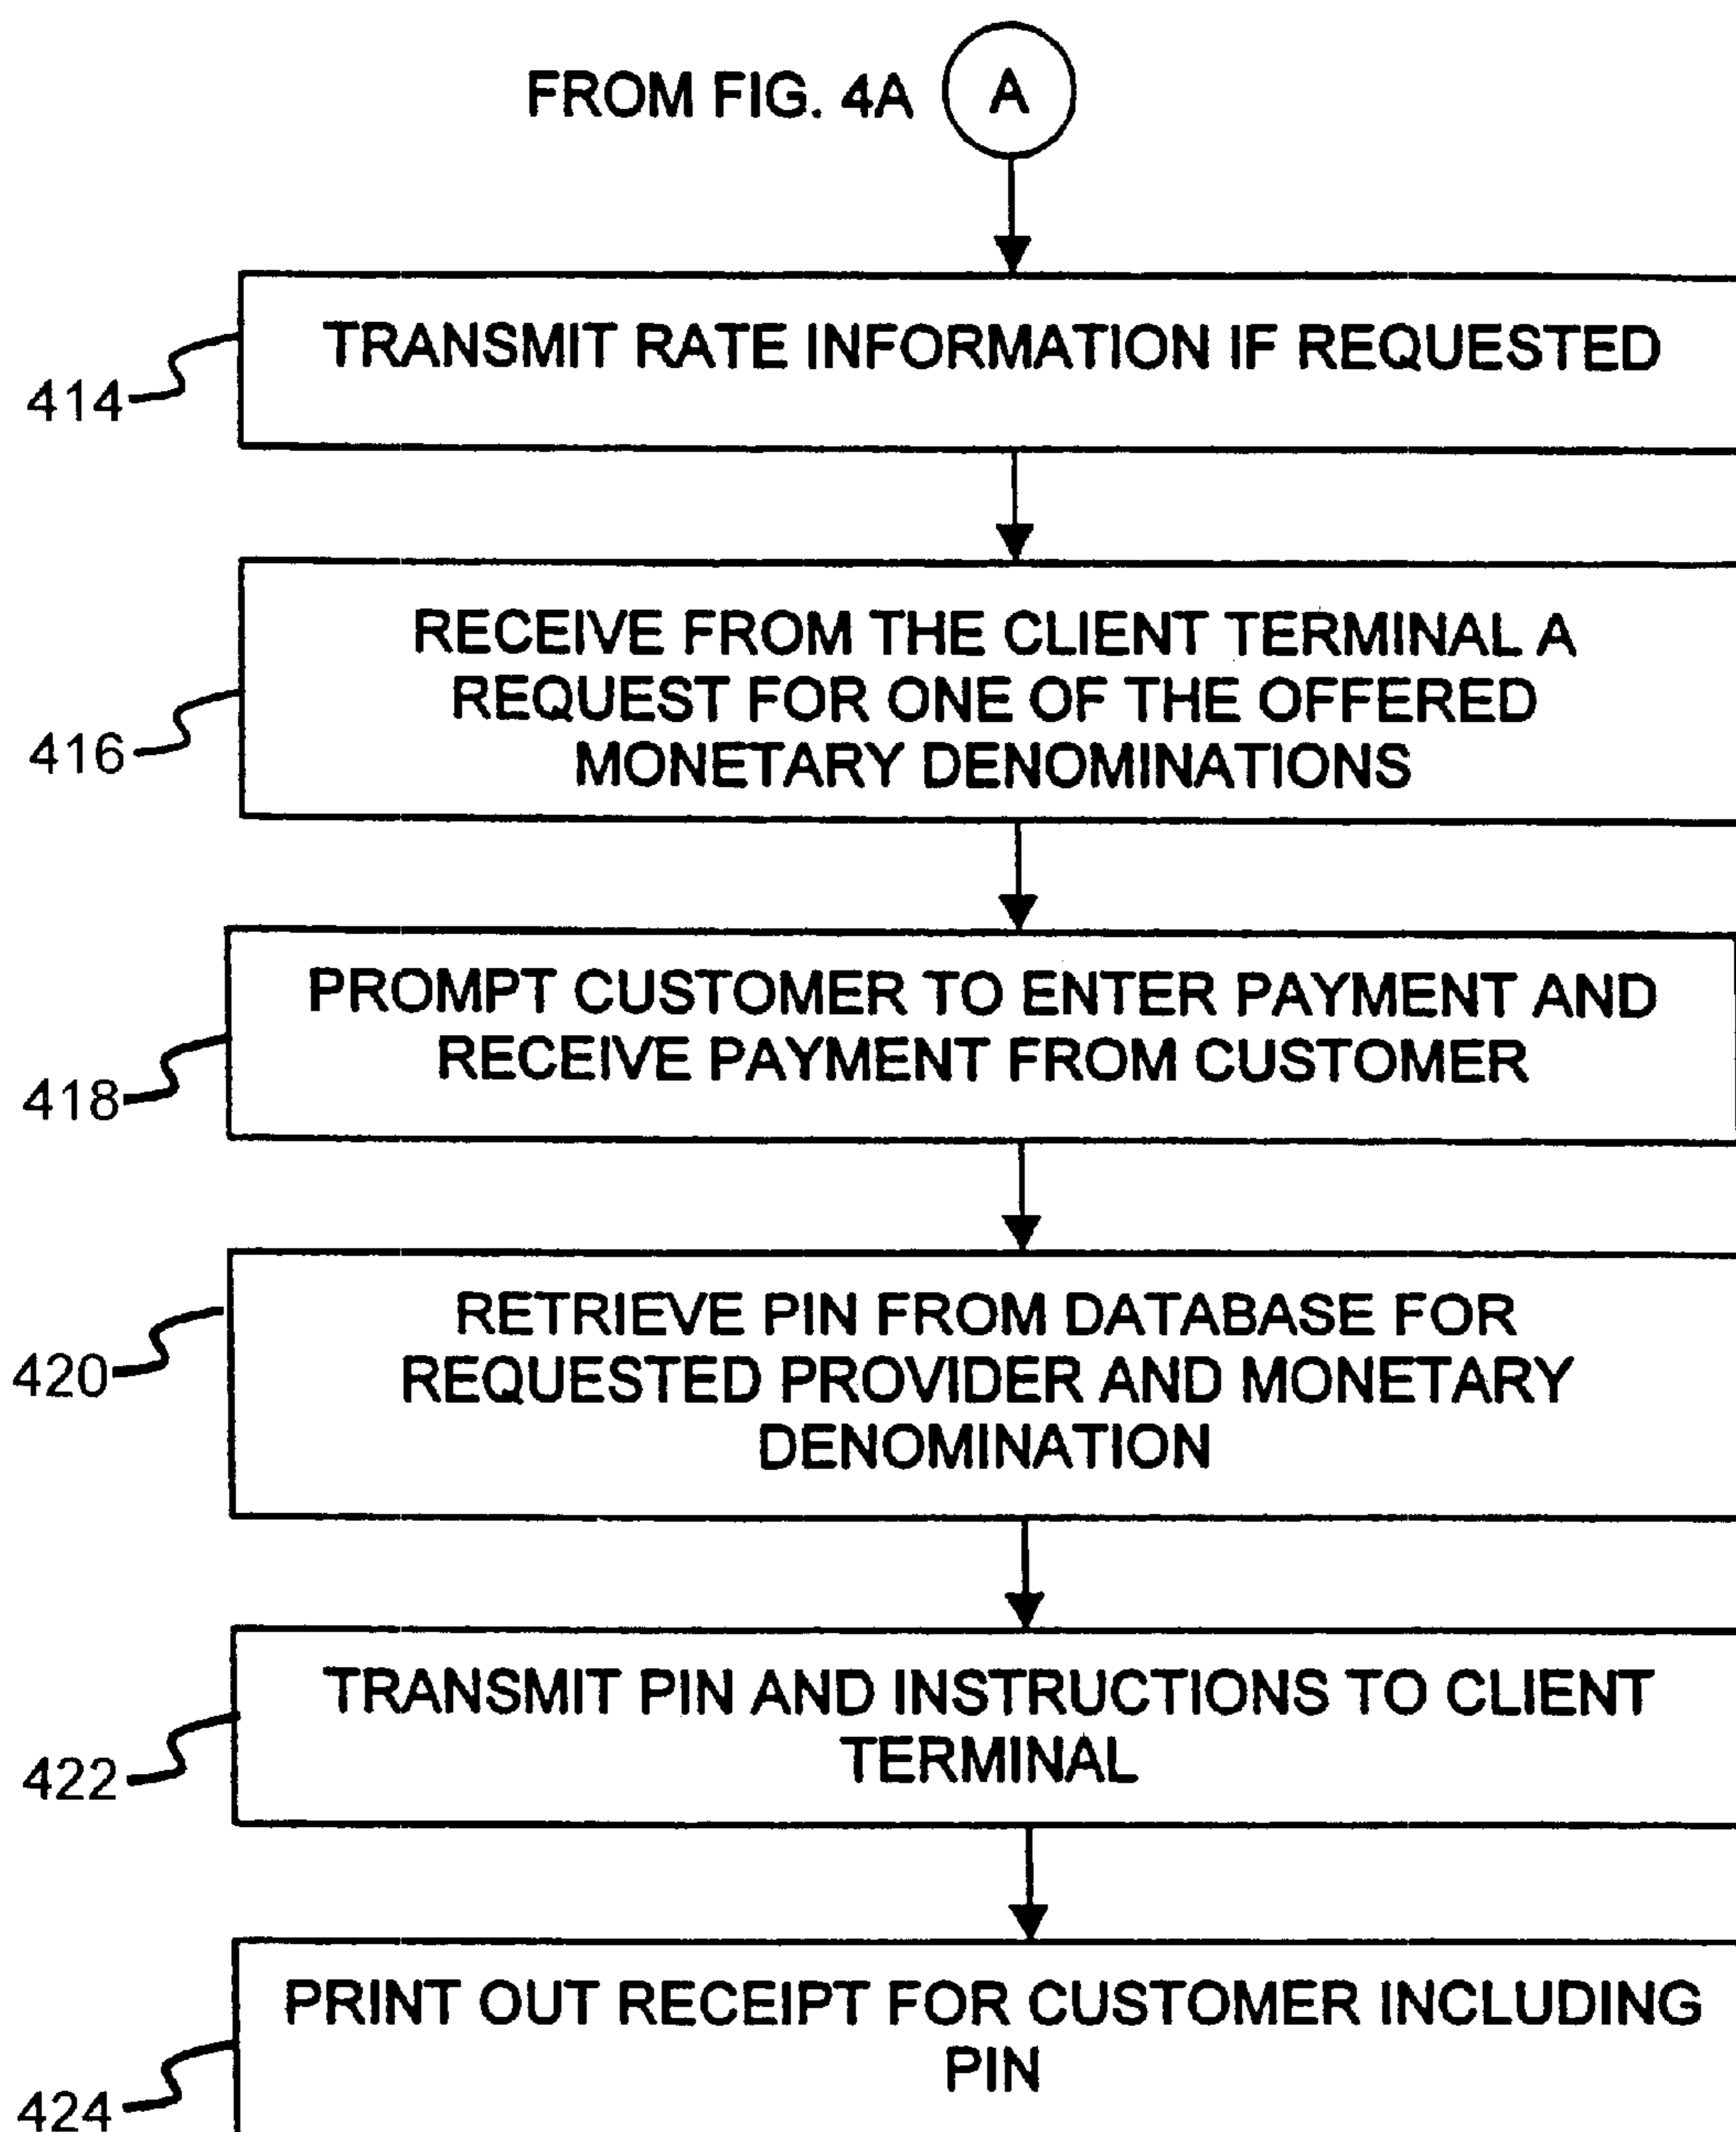 FROM FIG. 4A
A
TRANSMIT RATE INFORMATION IF REQUESTED
414
RECEIVE FROM THE CLIENT TERMINAL A
REQUEST FOR ONE OF THE OFFERED
MONETARY DENOMINATIONS
416
PROMPT CUSTOMER TO ENTER PAYMENT AND
RECEIVE PAYMENT FROM CUSTOMER
418
RETRIEVE PIN FROM DATABASE FOR
REQUESTED PROVIDER AND MONETARY
DENOMINATION
420
TRANSMIT PIN AND INSTRUCTIONS TO CLIENT
TERMINAL
422
PRINT OUT RECEIPT FOR CUSTOMER INCLUDING
PIN
424